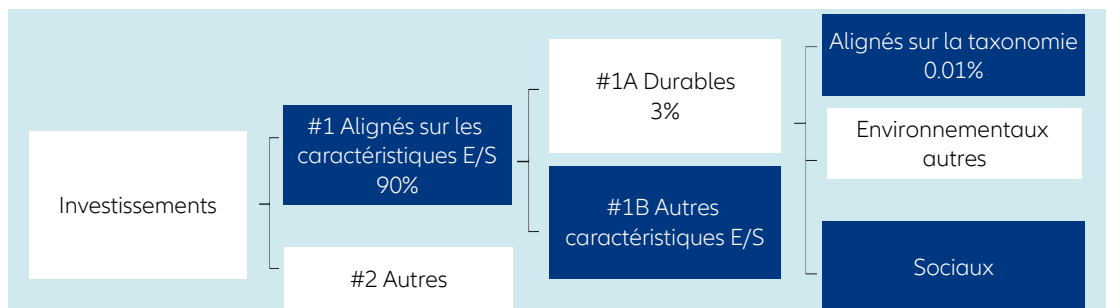 Investissements
#1 Alignés sur les
caractéristiques E/S
90%
#2 Autres
#1A Durables
3%
#1B Autres
caractéristiques E/S
Alignés sur la taxonomie
0.01%
Environnementaux
autres
Sociaux